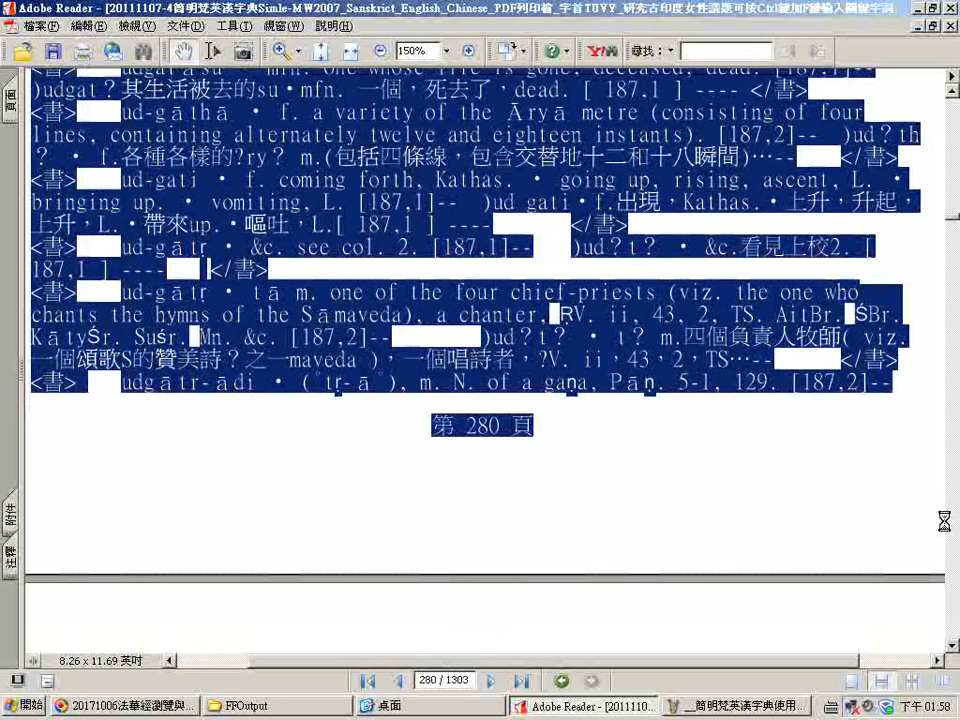 Adobe Reader - [20111107-4簡明梵英漢字典Simle-MW2007_Sanskrict_English_Chinese_PDF列印檔_字首TUVY_研究古印度女性議題可按Ctrl鍵加F鍵輸入關鍵字詞
檔案(F) 編輯(E) 檢視(V) 文件(D) 工具(T) 視窗(W) 說明(H)
150% 尋找:
頁面
)udgat？其生活被去的su‧mfn. 一個，死去了，dead. [ 187.1 ] ---- </書>
<書> ud-gāthā ‧ f. a variety of the Āryā metre (consisting of four
lines, containing alternately twelve and eighteen instants). [187,2]-- )ud？th
？ ‧ f.各種各樣的?ry？ m.(包括四條線，包含交替地十二和十八瞬間)…-- </書>
<書> ud-gati ‧ f. coming forth, Kathas. ‧ going up, rising, ascent, L. ‧
bringing up. ‧ vomiting, L. [187,1]-- )ud gati‧f.出現，Kathas.‧上升，升起，
上升，L.‧帶來up.‧嘔吐，L.[ 187,1 ] ---- </書>
<書> ud-gātṛ ‧ &c. see col. 2. [187,1]-- )ud？t？ ‧ &c.看見上校2. [
187,1 ] ---- </書>
<書> ud-gātṛ ‧ tā m. one of the four chief-priests (viz. the one who
chants the hymns of the Sāmaveda), a chanter, RV. ii, 43, 2, TS. AitBr. ŚBr.
KātyŚr. Suśr. Mn. &c. [187,2]-- )ud？t？ ‧ t？ m.四個負責人牧師( viz.
一個頌歌S的贊美詩？之一maveda )，一個唱詩者，?V. ii，43，2，TS…-- </書>
<書> udgātṛ-ādi ‧ (°tṛ-ā°), m. N. of a gaṇa, Pāṇ. 5-1, 129. [187,2]--
第 280 頁
附件
注釋
8.26 x 11.69 英吋
280 / 1303
開始 20171006法華經瀏覽與... FFOutput 桌面 Adobe Reader - [2011110... __簡明梵英字典使用... 下午 01:58